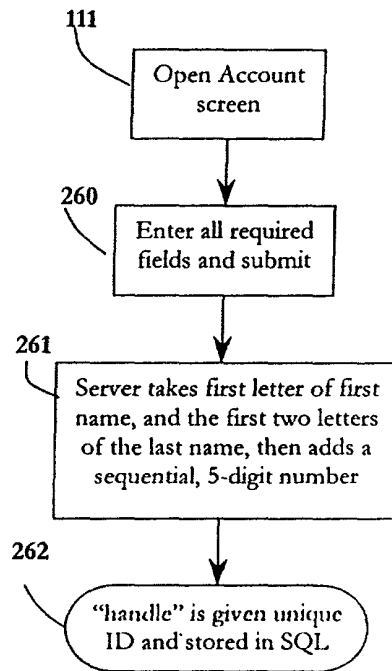 111
Open Account
screen
260
Enter all required
fields and submit
261
Server takes first letter of first
name, and the first two letters
of the last name, then adds a
sequential, 5-digit number
262
“handle” is given unique
ID and stored in SQL